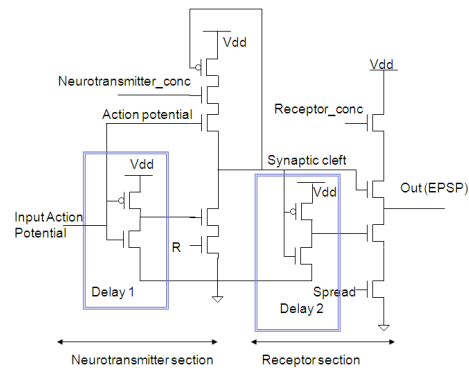 Vdd
Vdd
Neurotransmitter_conc
Receptor_conc
Action potential
Synaptic cleft
Vdd
Vdd
Out (EPSP)
Input Action
Potential
R
Delay 1
Delay 2
Spread
Neurotransmitter section
Receptor section